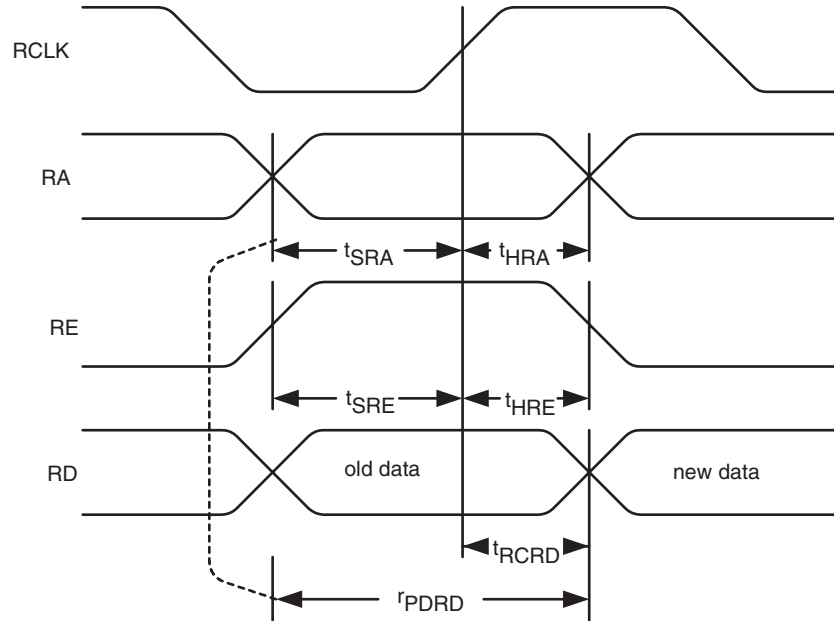 RCLK
RA
tSRA
tHRA
RE
tSRE
tHRE
RD
old data
new data
tRCRD
rPDRD